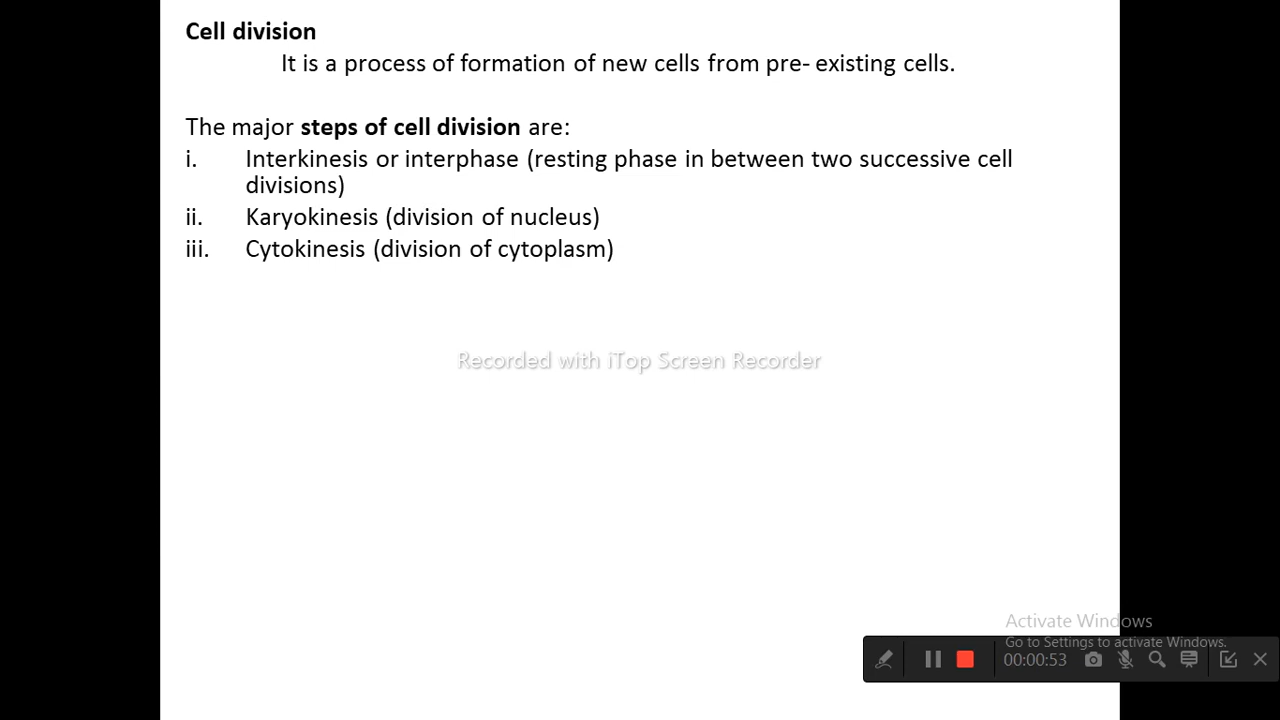 Cell division
It is a process of formation of new cells from pre- existing cells.
The major steps of cell division are:
i. Interkinesis or interphase (resting phase in between two successive cell
divisions)
ii. Karyokinesis (division of nucleus)
iii. Cytokinesis (division of cytoplasm)
Recorded with iTop Screen Recorder
Activate Windows
Go to Settings to activate Windows.
00:00:53